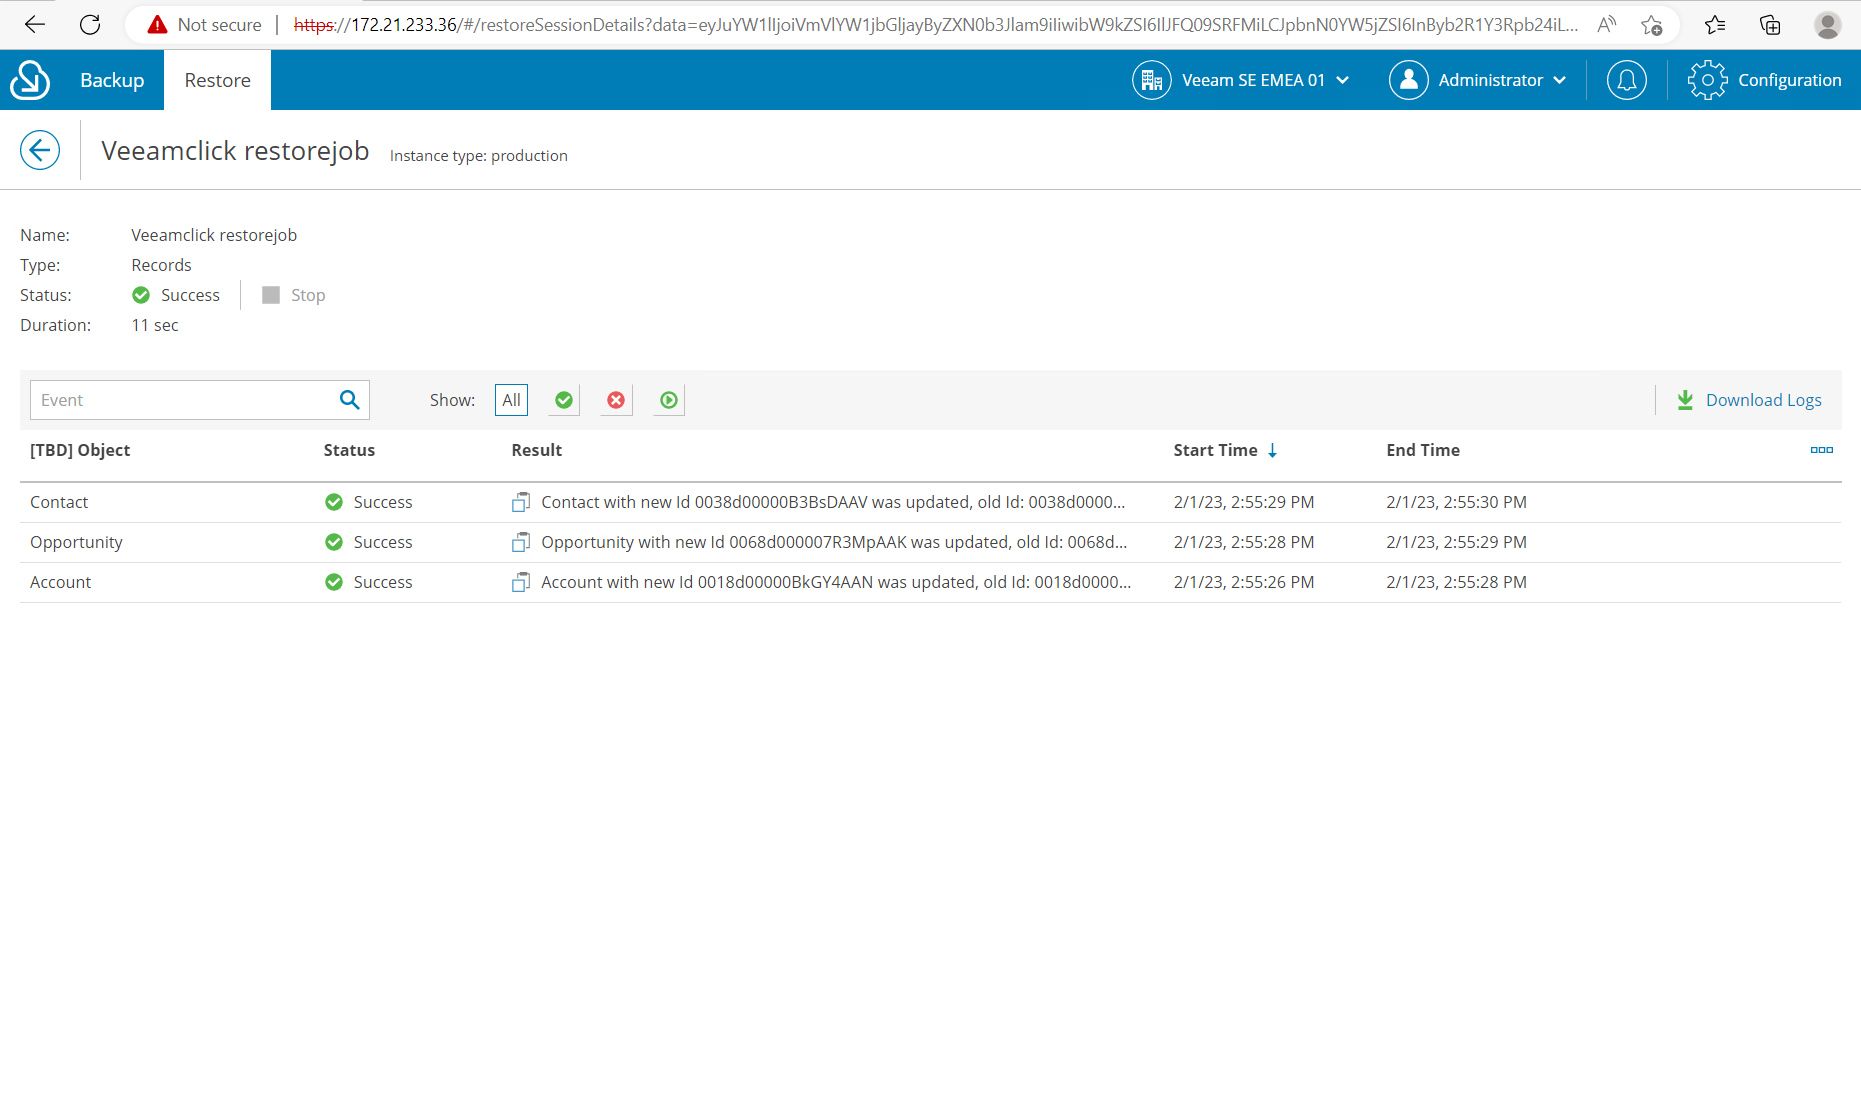 Not secure | https://172.21.233.36/#/restoreSessionDetails?data=eyJuYW1lIjoiVmVlYW1jbGljayByZXN0b3Jlam9iIiwibW9kZSI6IlJFQ09SRFMiLCJpbnN0YW5jZSI6InByb2R1Y3Rpb24iL...
Backup Restore Veeam SE EMEA 01 Administrator Configuration
Veeamclick restorejob Instance type: production
Name: Veeamclick restorejob
Type: Records
Status: Success Stop
Duration: 11 sec
Event Show: All Download Logs
[TBD] Object Status Result Start Time End Time
Contact Success Contact with new Id 0038d00000B3BsDAAV was updated, old Id: 0038d0000... 2/1/23, 2:55:29 PM 2/1/23, 2:55:30 PM
Opportunity Success Opportunity with new Id 0068d000007R3MpAAK was updated, old Id: 0068d... 2/1/23, 2:55:28 PM 2/1/23, 2:55:29 PM
Account Success Account with new Id 0018d00000BkGY4AAN was updated, old Id: 0018d0000... 2/1/23, 2:55:26 PM 2/1/23, 2:55:28 PM